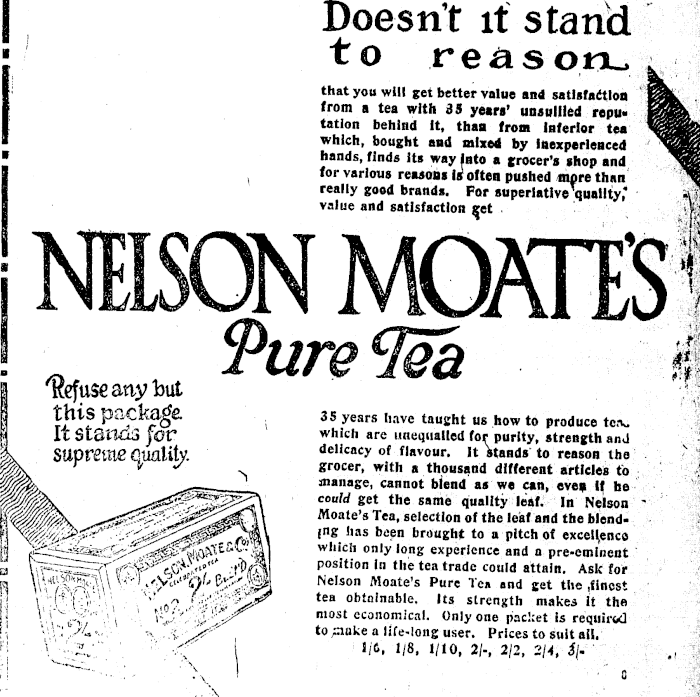 Doesn't it stand
to reason
that you will get better value and satisfaction
from a tea with 35 years' unsullied repu-
tation behind it, than from inferior tea
which, bought and mixed by inexperienced
hands, finds its way into a grocer's shop and
for various reasons is often pushed more than
really good brands. For superlative quality,
value and satisfaction get
NELSON MOATE'S
Pure Tea
Refuse any but
this package.
It stands for
supreme quality.
NELSON MOATE & Co
No 2 2/- BLEND
35 years have taught us how to produce tea
which are unequalled for purity, strength and
delicacy of flavour. It stands to reason the
grocer, with a thousand different articles to
manage, cannot blend as we can, even if he
could get the same quality leaf. In Nelson
Moate's Tea, selection of the leaf and the blend-
ing has been brought to a pitch of excellence
which only long experience and a pre-eminent
position in the tea trade could attain. Ask for
Nelson Moate's Pure Tea and get the finest
tea obtainable. Its strength makes it the
most economical. Only one packet is required
to make a life-long user. Prices to suit all.
1/6, 1/8, 1/10, 2/-, 2/2, 2/4, 3/-